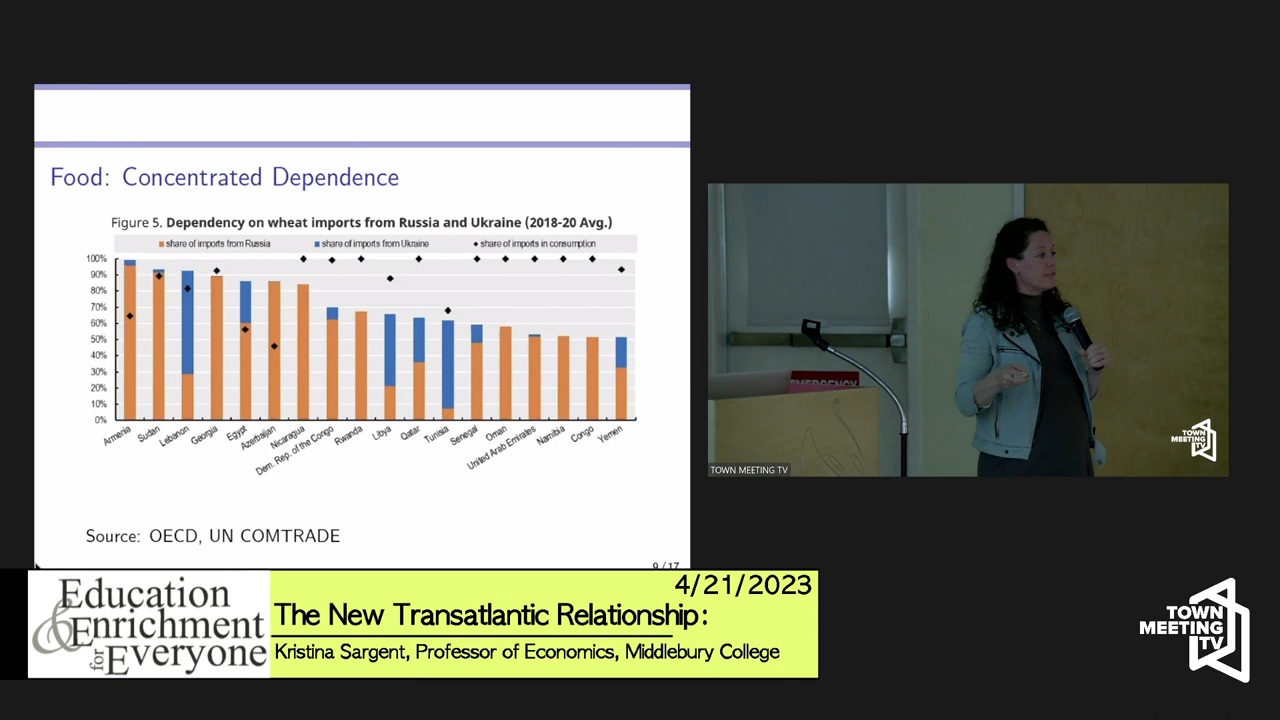 Food: Concentrated Dependence
Figure 5. Dependency on wheat imports from Russia and Ukraine (2018-20 Avg.)
share of imports from Russia
share of imports from Ukraine
share of imports in consumption
100%
90%
80%
70%
60%
50%
40%
30%
20%
10%
0%
Armenia
Sudan
Lebanon
Georgia
Egypt
Azerbaijan
Nicaragua
Dem. Rep. of the Congo
Rwanda
Libya
Qatar
Tunisia
Senegal
Oman
United Arab Emirates
Namibia
Congo
Yemen
Source: OECD, UN COMTRADE
9 / 17
EMERGENCY
TOWN
MEETING
TV
TOWN MEETING TV
Education
& Enrichment
for Everyone
4/21/2023
The New Transatlantic Relationship:
Kristina Sargent, Professor of Economics, Middlebury College
TOWN
MEETING
TV